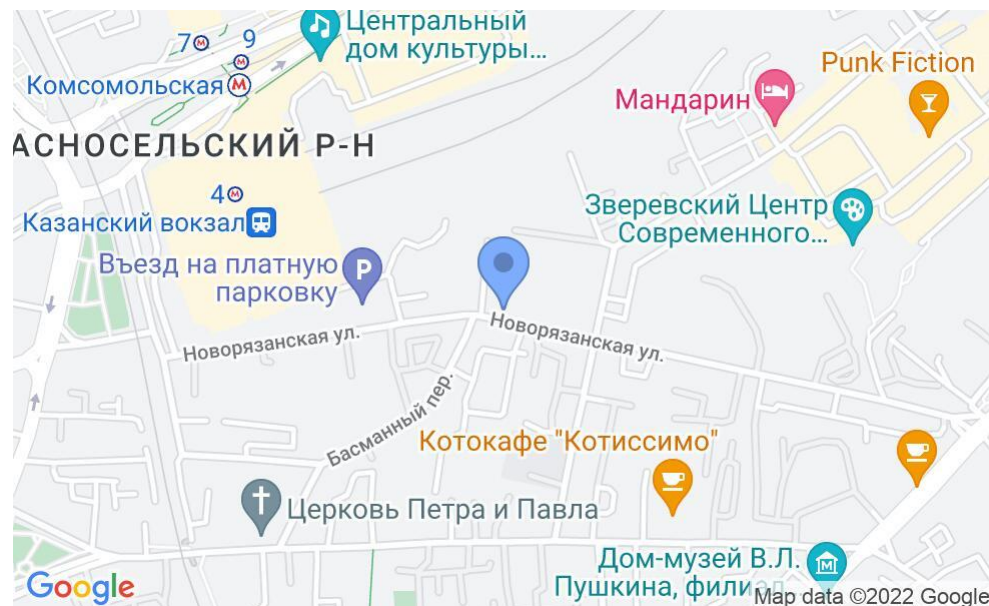 Центральный
дом культуры...
7
9
Комсомольская
Punk Fiction
Мандарин
АСНОСЕЛЬСКИЙ Р-Н
4
Казанский вокзал
Зверевский Центр
Современного...
Въезд на платную
парковку
P
Новорязанская ул.
Новорязанская ул.
Басманный пер.
Котокафе "Котиссимо"
Церковь Петра и Павла
Дом-музей В.Л.
Пушкина, филиал
Google
Map data ©2022 Google